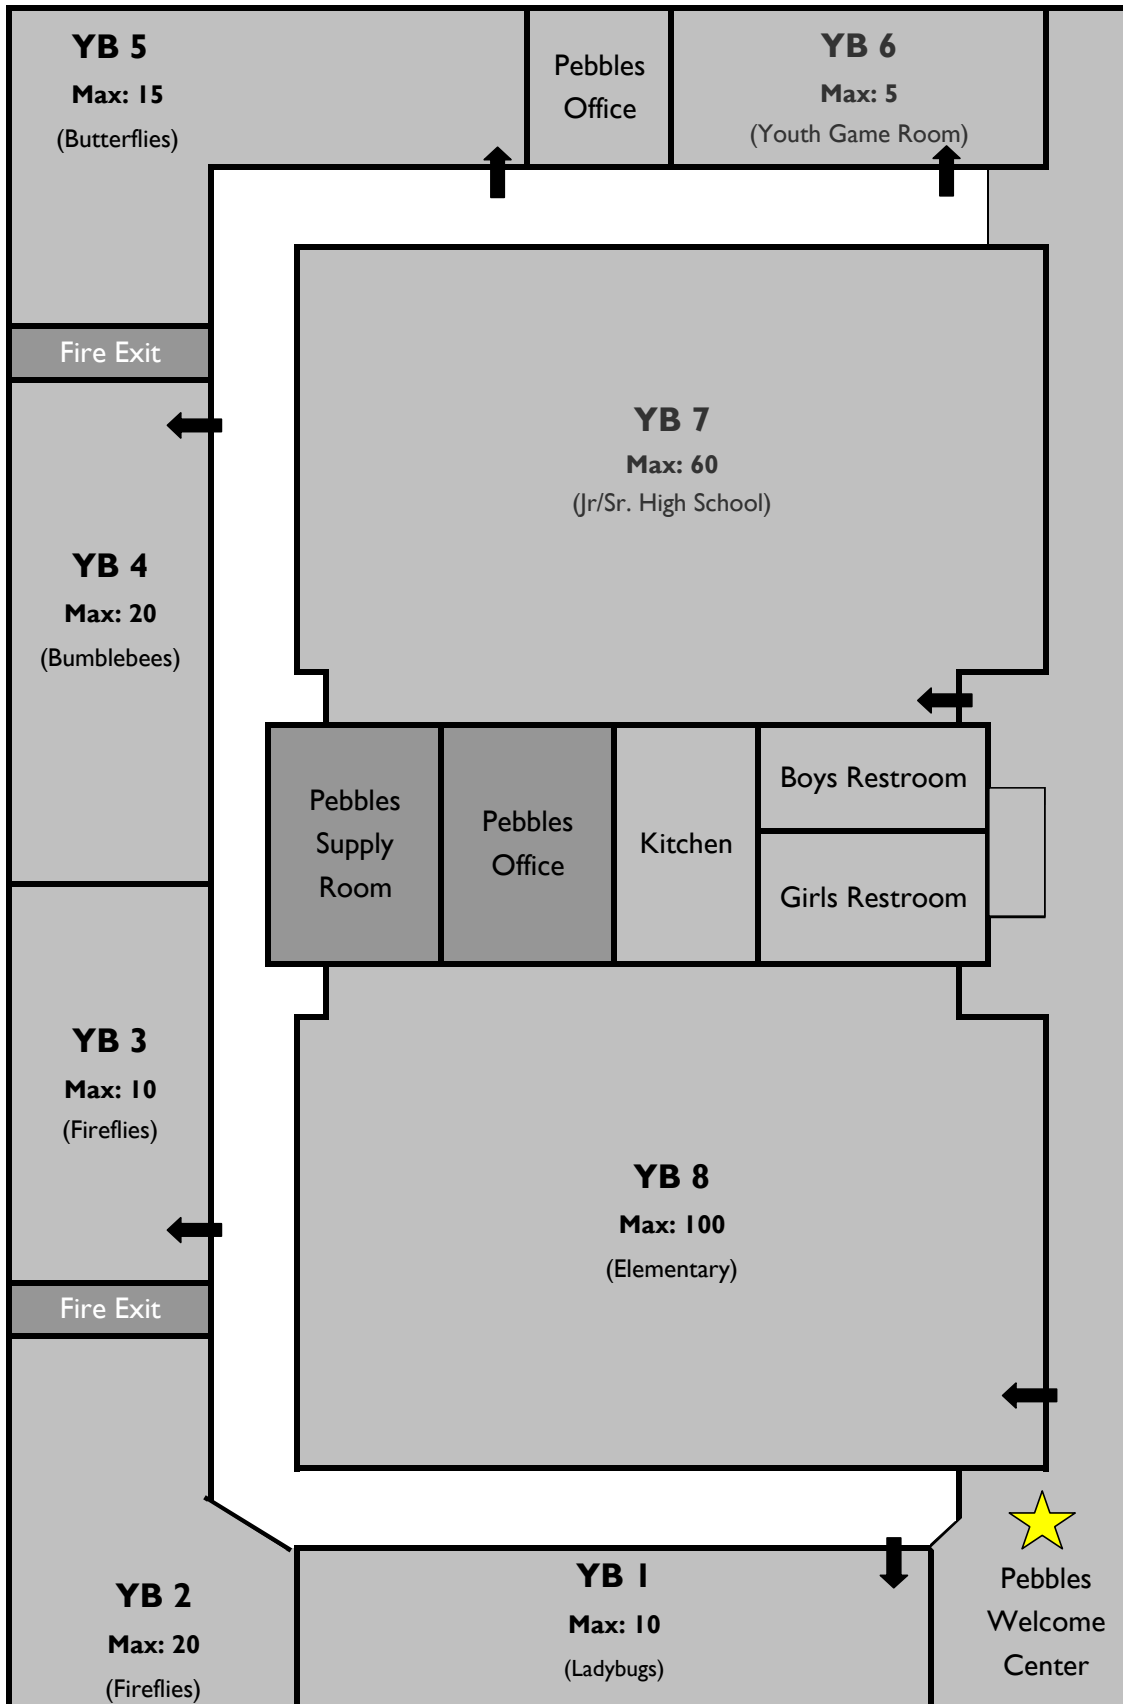 YB 5
Max: 15
(Butterflies)
Pebbles
Office
YB 6
Max: 5
(Youth Game Room)
Fire Exit
YB 7
Max: 60
(Jr/Sr. High School)
YB 4
Max: 20
(Bumblebees)
Pebbles
Supply
Room
Pebbles
Office
Kitchen
Boys Restroom
Girls Restroom
YB 3
Max: 10
(Fireflies)
YB 8
Max: 100
(Elementary)
Fire Exit
YB 2
Max: 20
(Fireflies)
YB 1
Max: 10
(Ladybugs)
Pebbles
Welcome
Center